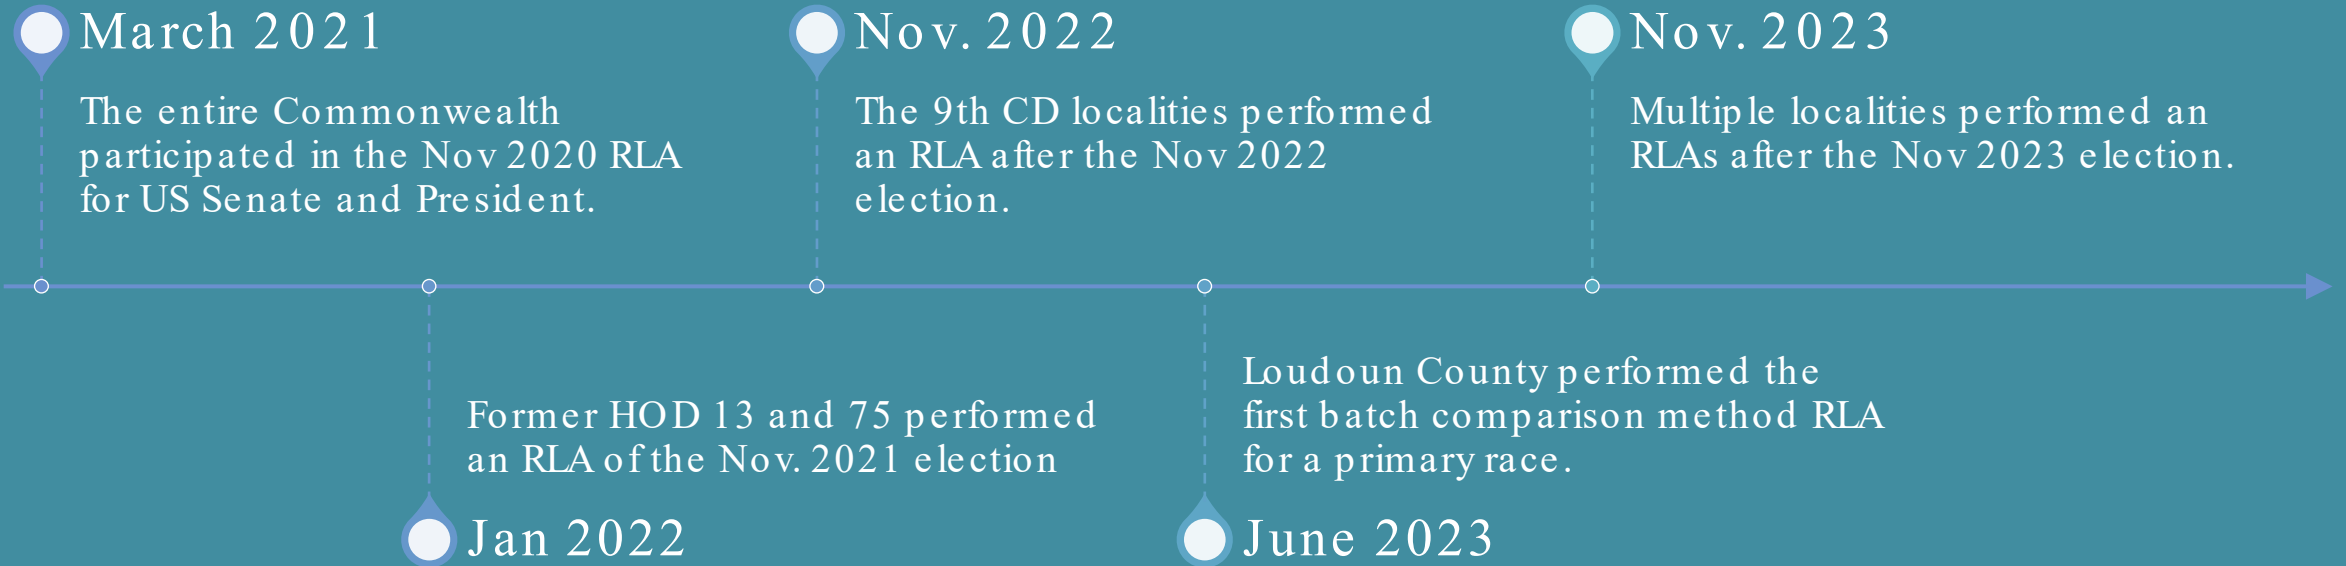 March 2021
The entire Commonwealth
participated in the Nov 2020 RLA
for US Senate and President.
Jan 2022
Former HOD 13 and 75 performed
an RLA of the Nov. 2021 election
Nov. 2022
The 9th CD localities performed
an RLA after the Nov 2022
election.
June 2023
Loudoun County performed the
first batch comparison method RLA
for a primary race.
Nov. 2023
Multiple localities performed an
RLAs after the Nov 2023 election.